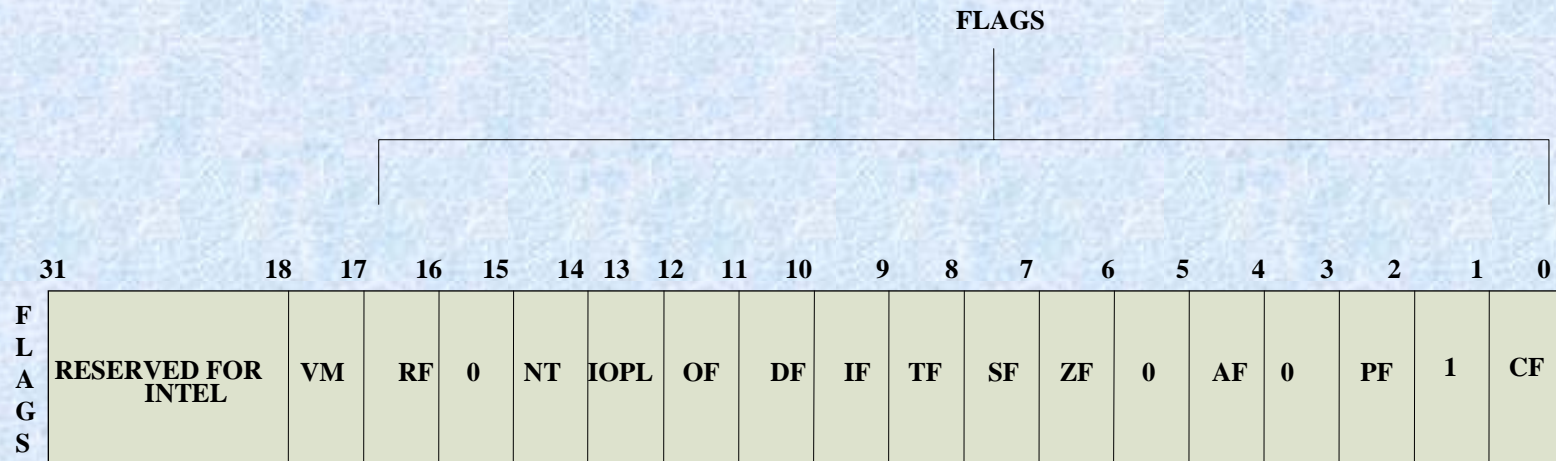 FLAGS
31 18 17 16 15 14 13 12 11 10 9 8 7 6 5 4 3 2 1 0
FLAGS
RESERVED FOR
INTEL
VM RF 0 NT IOPL OF DF IF TF SF ZF 0 AF 0 PF 1 CF